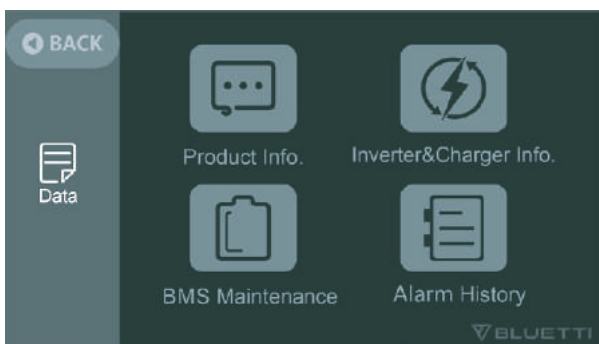 BACK
Data
Product Info.
Inverter&Charger Info.
BMS Maintenance
Alarm History
BLUETTI